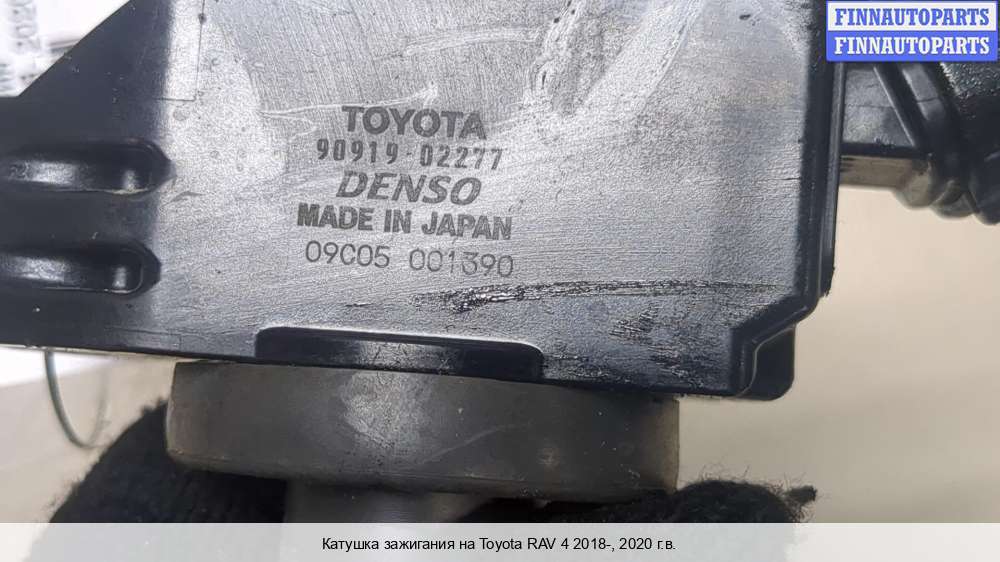 FINNAUTOPARTS
FINNAUTOPARTS
TOYOTA
90919-02277
DENSO
MADE IN JAPAN
09C05 001390
Катушка зажигания на Toyota RAV 4 2018-, 2020 г.в.